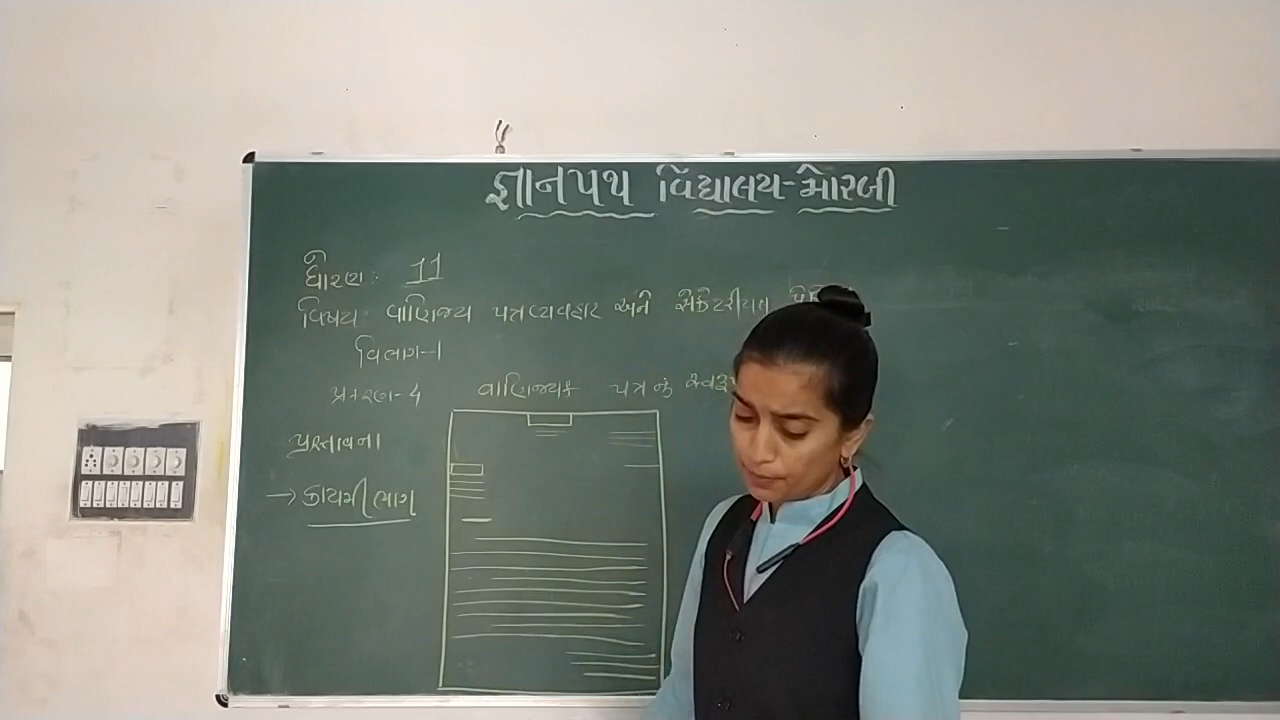 જ્ઞાનપથ વિદ્યાલય-મોરબી
ધોરણ: 11
વિષય: વાણિજ્ય પત્રવ્યવહાર અને સેક્રેટરીયલ
વિભાગ-1
પ્રકરણ-4 વાણિજ્યક પત્રનું
પ્રસ્તાવના
→ કાયમી ભાગ